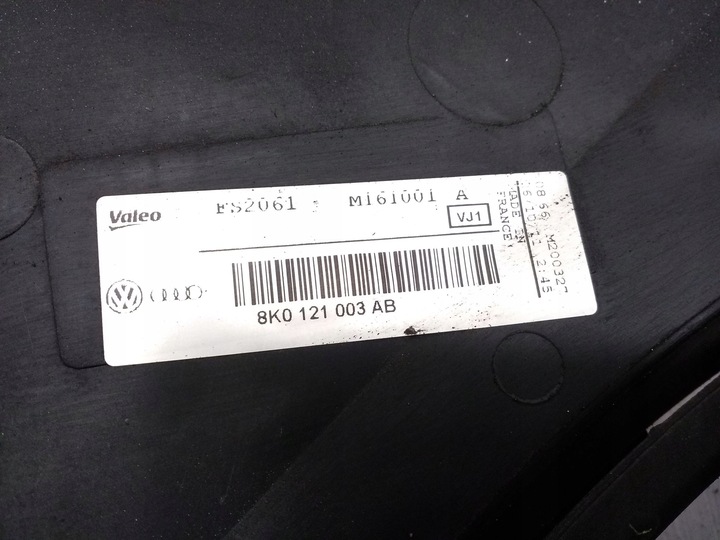 Valeo FS2061 M161001 A
VJ1
8K0 121 003 AB
MADE IN
FRANCE